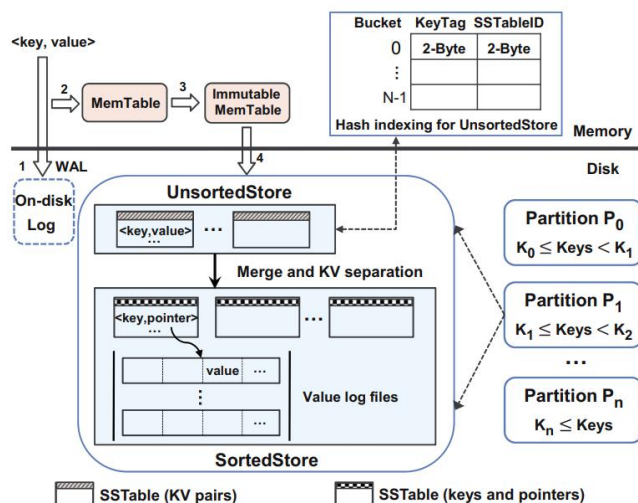 <key, value>
Bucket KeyTag SSTableID
0 2-Byte 2-Byte
⋮
N-1
Hash indexing for UnsortedStore
2
MemTable
3
Immutable
MemTable
Memory
Disk
1
WAL
4
On-disk
Log
UnsortedStore
<key,value>
...
...
Merge and KV separation
<key,pointer>
...
...
value ...
⋮
...
Value log files
SortedStore
Partition P0
K0 ≤ Keys < K1
Partition P1
K1 ≤ Keys < K2
...
Partition Pn
Kn ≤ Keys
SSTable (KV pairs)
SSTable (keys and pointers)